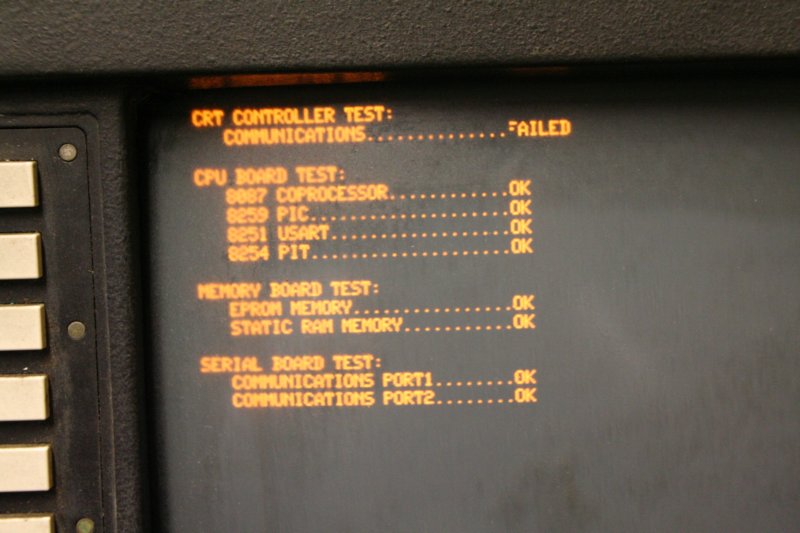 CRT CONTROLLER TEST:
COMMUNICATIONS..............FAILED
CPU BOARD TEST:
8087 COPROCESSOR............OK
8259 PIC....................OK
8251 USART..................OK
8254 PIT....................OK
MEMORY BOARD TEST:
EPROM MEMORY................OK
STATIC RAM MEMORY...........OK
SERIAL BOARD TEST:
COMMUNICATIONS PORT1........OK
COMMUNICATIONS PORT2........OK